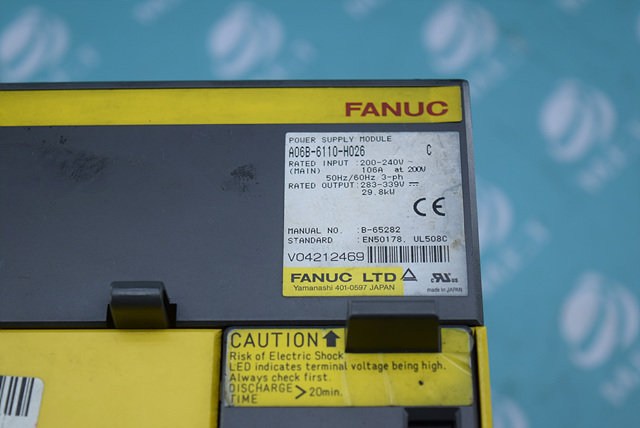 FANUC
POWER SUPPLY MODULE
A06B-6110-H026 C
RATED INPUT :200-240V ~
(MAIN) 106A at 200V
50Hz/60Hz 3-ph
RATED OUTPUT :283-339V ⎓
29.8kW
CE
MANUAL NO. :B-65282
STANDARD :EN50178, UL508C
V04212469
FANUC LTD
Yamanashi 401-0597 JAPAN
made in JAPAN
CAUTION
Risk of Electric Shock
LED indicates terminal voltage being high.
Always check first.
DISCHARGE
TIME > 20min.